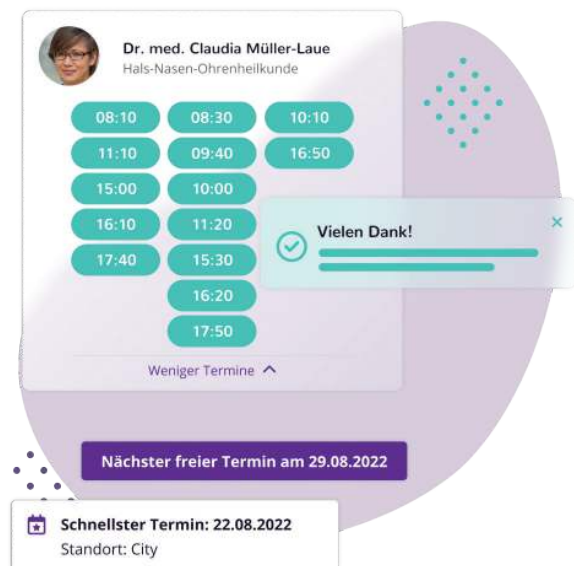 Dr. med. Claudia Müller-Laue
Hals-Nasen-Ohrenheilkunde
08:10 08:30 10:10
11:10 09:40 16:50
15:00 10:00
16:10 11:20
17:40 15:30
16:20
17:50
Vielen Dank!
Weniger Termine
Nächster freier Termin am 29.08.2022
Schnellster Termin: 22.08.2022
Standort: City